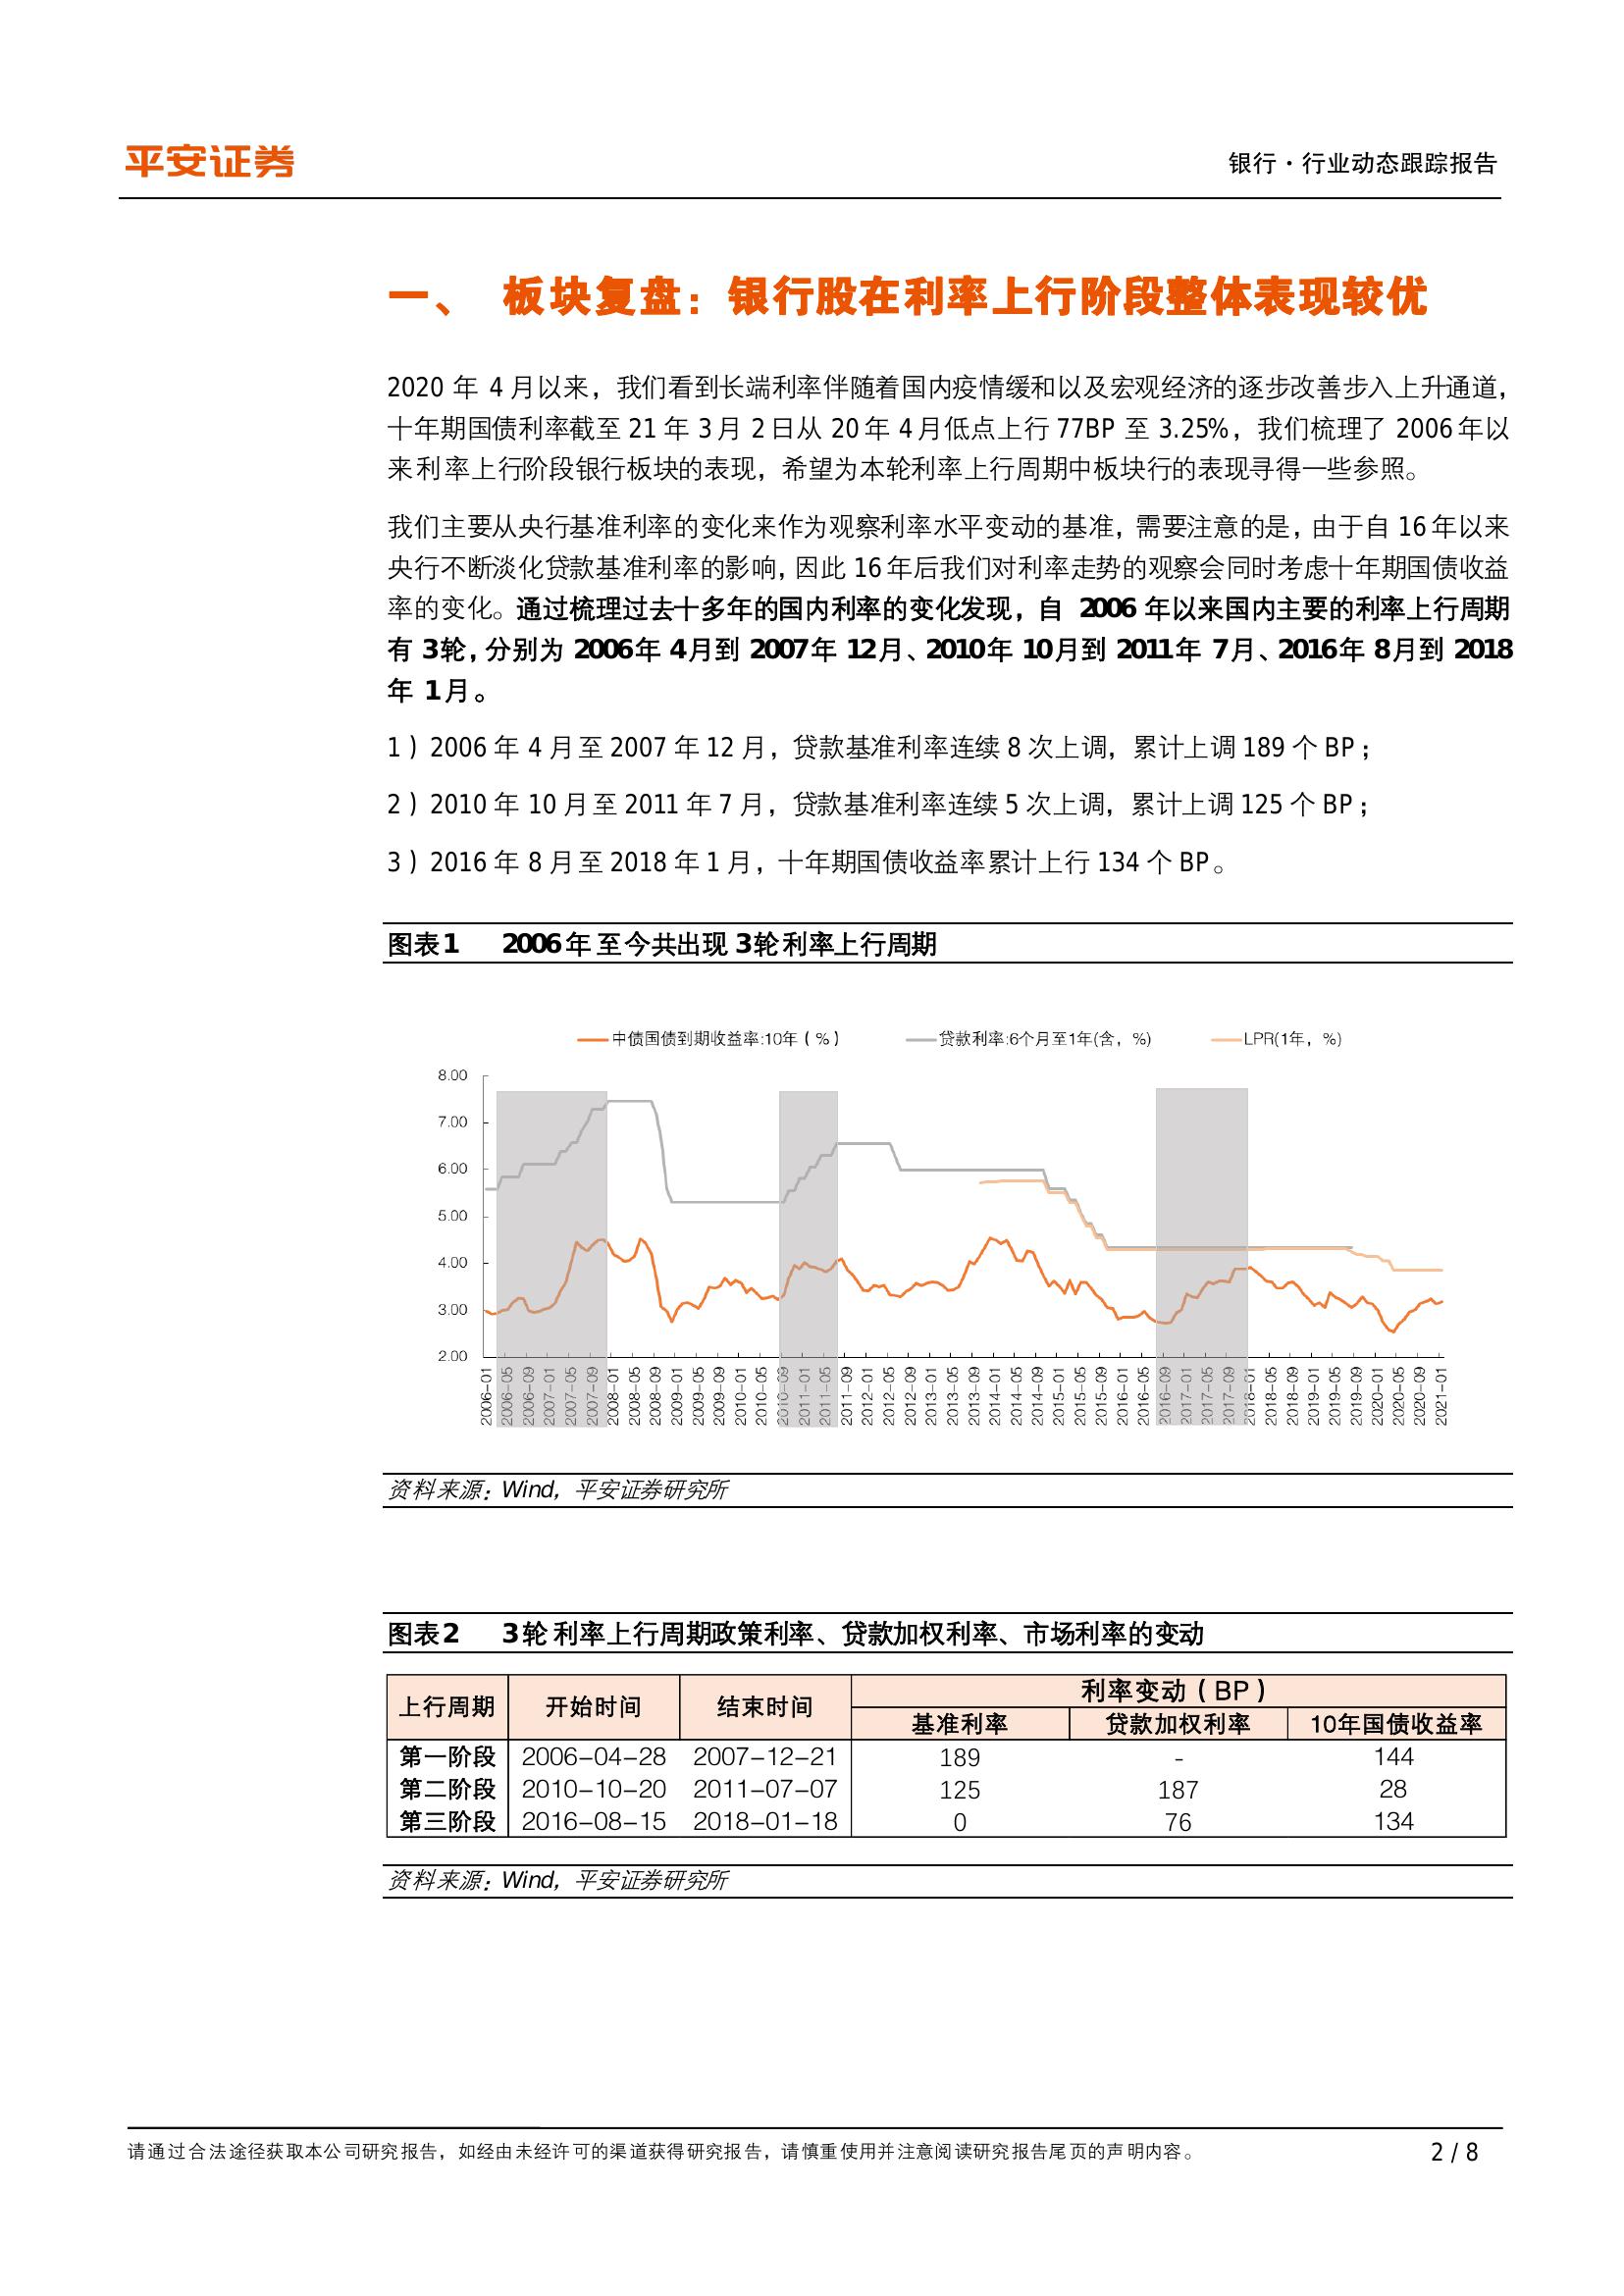 平安证券
银行·行业动态跟踪报告
一、 板块复盘：银行股在利率上行阶段整体表现较优
2020 年 4 月以来，我们看到长端利率伴随着国内疫情缓和以及宏观经济的逐步改善步入上升通道，
十年期国债利率截至 21 年 3 月 2 日从 20 年 4 月低点上行 77BP 至 3.25%，我们梳理了 2006 年以
来利率上行阶段银行板块的表现，希望为本轮利率上行周期中板块行的表现寻得一些参照。
我们主要从央行基准利率的变化来作为观察利率水平变动的基准，需要注意的是，由于自 16 年以来
央行不断淡化贷款基准利率的影响，因此 16 年后我们对利率走势的观察会同时考虑十年期国债收益
率的变化。通过梳理过去十多年的国内利率的变化发现，自 2006 年以来国内主要的利率上行周期
有 3轮，分别为 2006年 4月到 2007年 12月、2010年 10月到 2011年 7月、2016年 8月到 2018
年 1月。
1）2006 年 4 月至 2007 年 12 月，贷款基准利率连续 8 次上调，累计上调 189 个 BP；
2）2010 年 10 月至 2011 年 7 月，贷款基准利率连续 5 次上调，累计上调 125 个 BP；
3）2016 年 8 月至 2018 年 1 月，十年期国债收益率累计上行 134 个 BP。
图表1 2006年至今共出现 3轮利率上行周期
中债国债到期收益率:10年（%） 贷款利率:6个月至1年(含，%) LPR(1年，%)
8.00
7.00
6.00
5.00
4.00
3.00
2.00
2006-01 2006-05 2006-09 2007-01 2007-05 2007-09 2008-01 2008-05 2008-09 2009-01 2009-05 2009-09 2010-01 2010-05 2010-09 2011-01 2011-05 2011-09 2012-01 2012-05 2012-09 2013-01 2013-05 2013-09 2014-01 2014-05 2014-09 2015-01 2015-05 2015-09 2016-01 2016-05 2016-09 2017-01 2017-05 2017-09 2018-01 2018-05 2018-09 2019-01 2019-05 2019-09 2020-01 2020-05 2020-09 2021-01
资料来源：Wind，平安证券研究所
图表2 3轮利率上行周期政策利率、贷款加权利率、市场利率的变动
上行周期 开始时间 结束时间 利率变动（BP）
基准利率 贷款加权利率 10年国债收益率
第一阶段 2006-04-28 2007-12-21 189 - 144
第二阶段 2010-10-20 2011-07-07 125 187 28
第三阶段 2016-08-15 2018-01-18 0 76 134
资料来源：Wind，平安证券研究所
请通过合法途径获取本公司研究报告，如经由未经许可的渠道获得研究报告，请慎重使用并注意阅读研究报告尾页的声明内容。
2 / 8